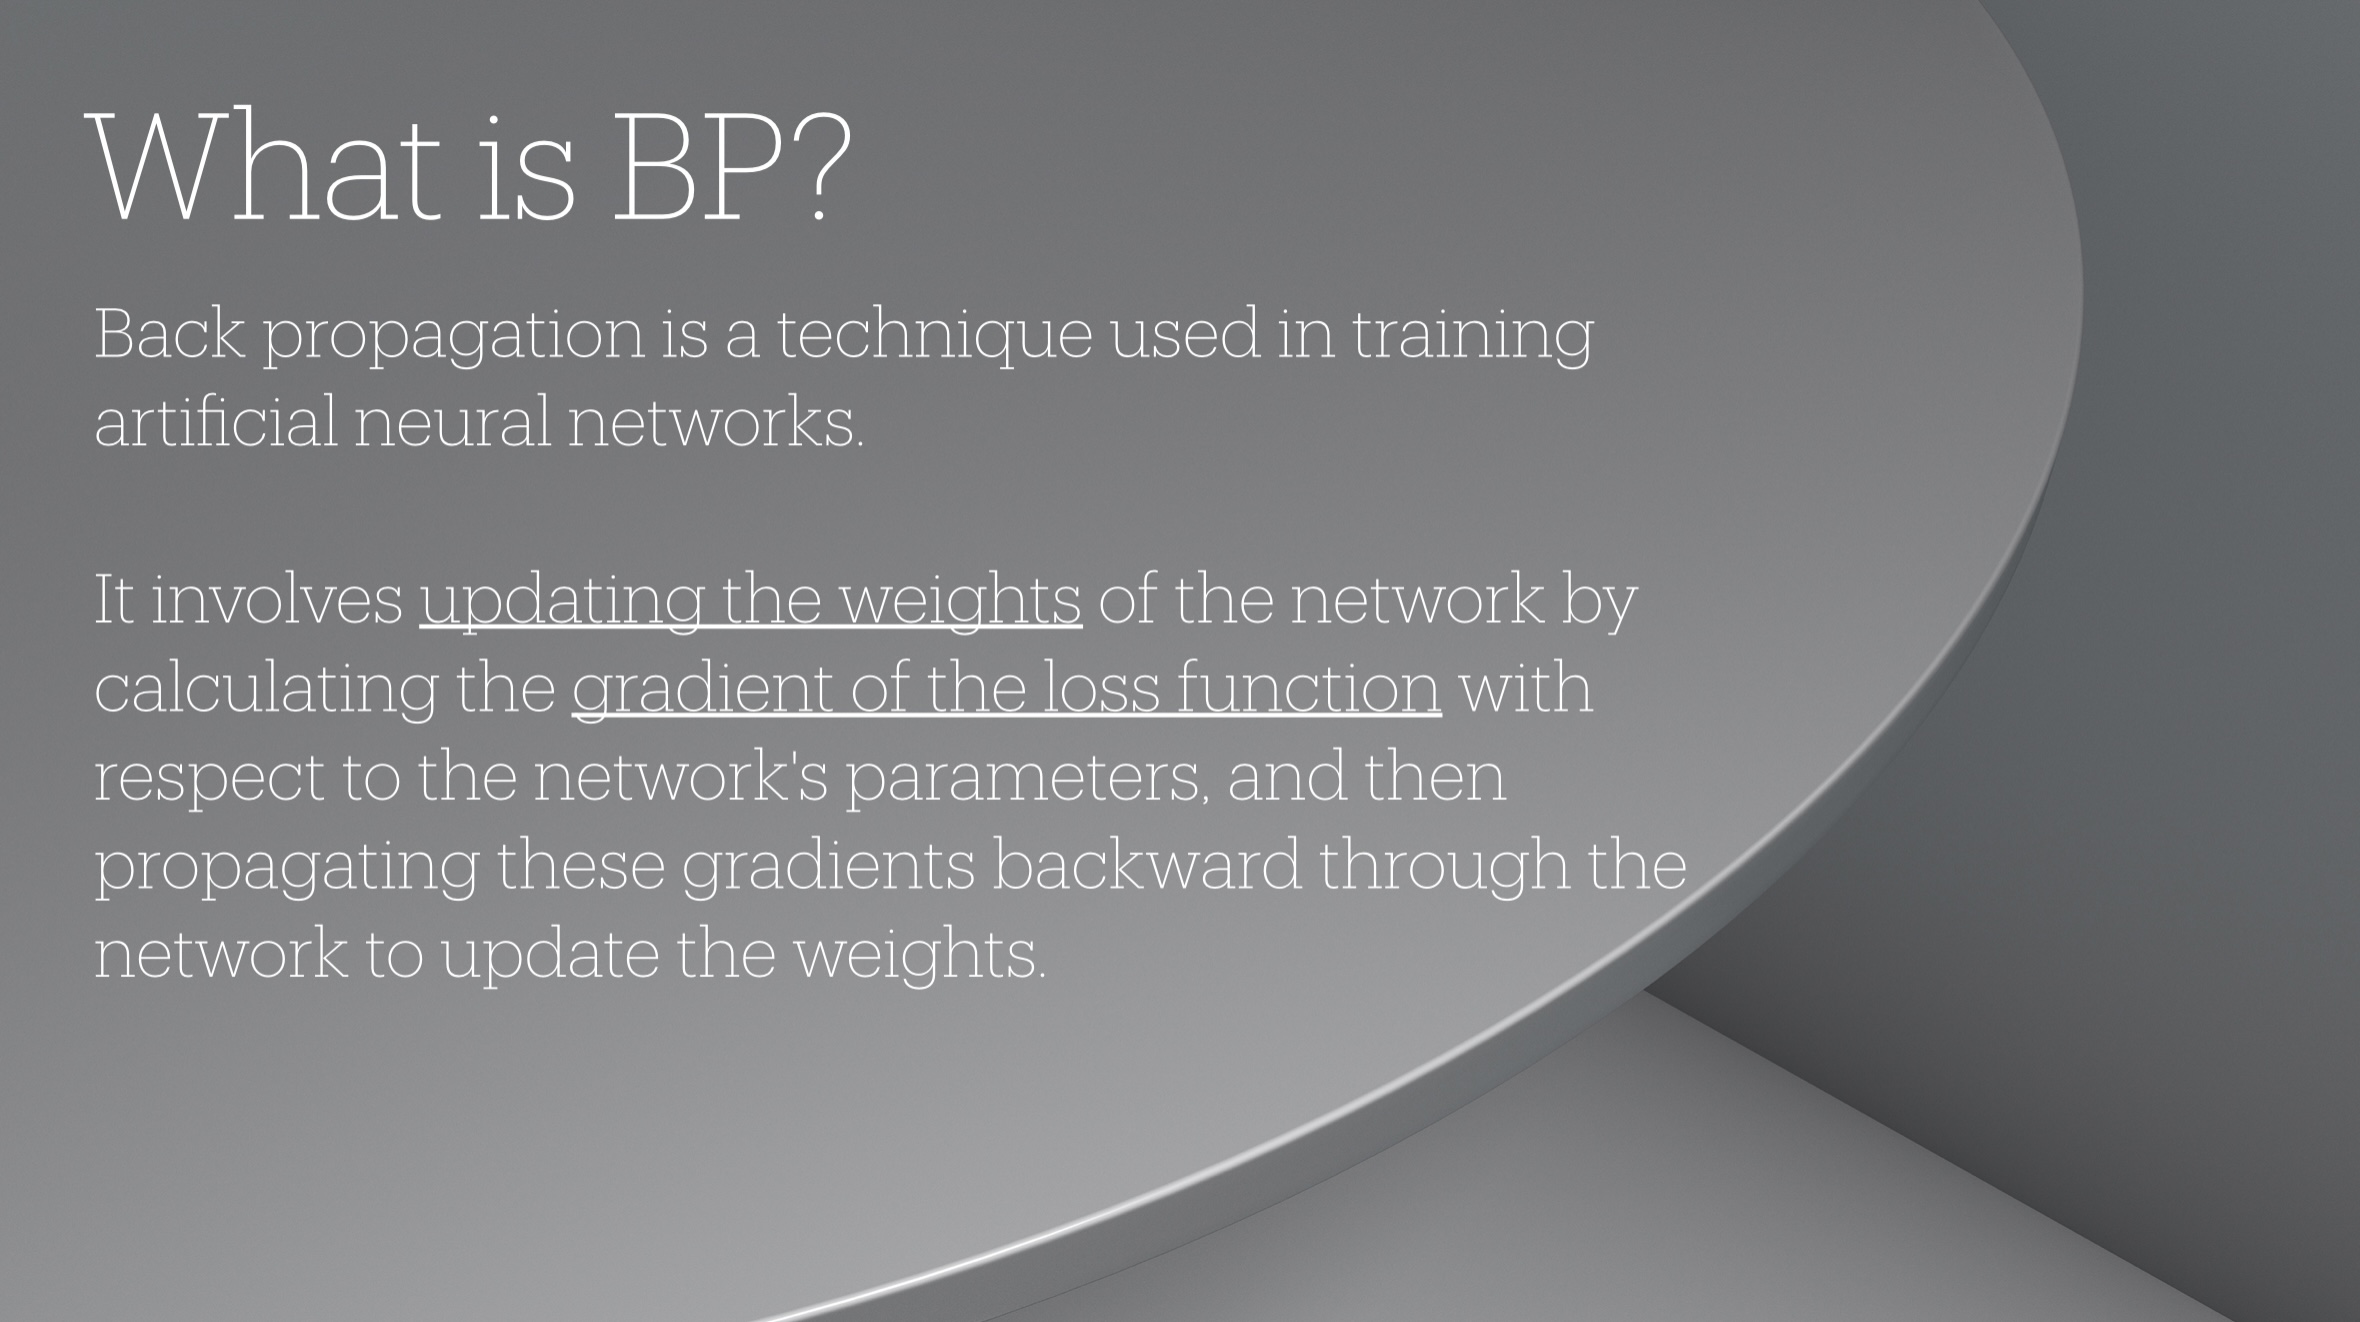 What is BP?
Back propagation is a technique used in training
artificial neural networks.
It involves updating the weights of the network by
calculating the gradient of the loss function with
respect to the network's parameters, and then
propagating these gradients backward through the
network to update the weights.